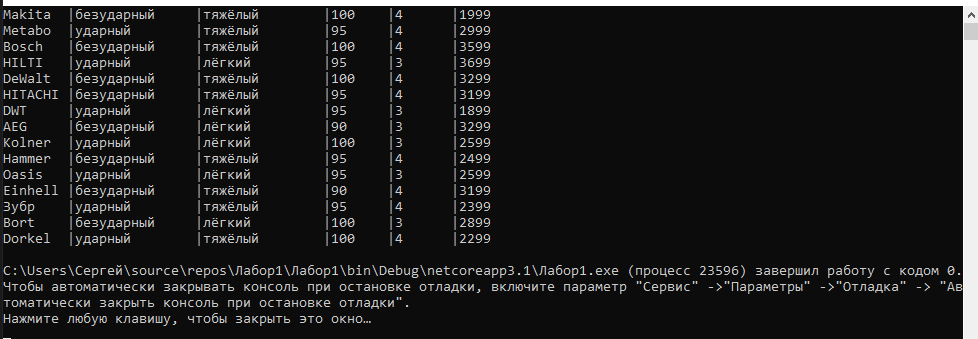 Makita |безударный |тяжёлый |100 |4 |1999
Metabo |ударный |тяжёлый |95 |4 |2999
Bosch |безударный |тяжёлый |100 |4 |3599
HILTI |ударный |лёгкий |95 |3 |3699
DeWalt |безударный |тяжёлый |100 |4 |3299
HITACHI |безударный |тяжёлый |95 |4 |3199
DWT |ударный |лёгкий |95 |3 |1899
AEG |безударный |лёгкий |90 |3 |3299
Kolner |ударный |лёгкий |100 |3 |2599
Hammer |безударный |тяжёлый |95 |4 |2499
Oasis |ударный |лёгкий |95 |3 |2599
Einhell |безударный |тяжёлый |90 |4 |3199
Зубр |ударный |тяжёлый |95 |4 |2399
Bort |безударный |лёгкий |100 |3 |2899
Dorkel |ударный |тяжёлый |100 |4 |2299
C:\Users\Сергей\source\repos\Лабор1\Лабор1\bin\Debug\netcoreapp3.1\Лабор1.exe (процесс 23596) завершил работу с кодом 0.
Чтобы автоматически закрывать консоль при остановке отладки, включите параметр "Сервис" ->"Параметры" ->"Отладка" -> "Ав
томатически закрыть консоль при остановке отладки".
Нажмите любую клавишу, чтобы закрыть это окно…